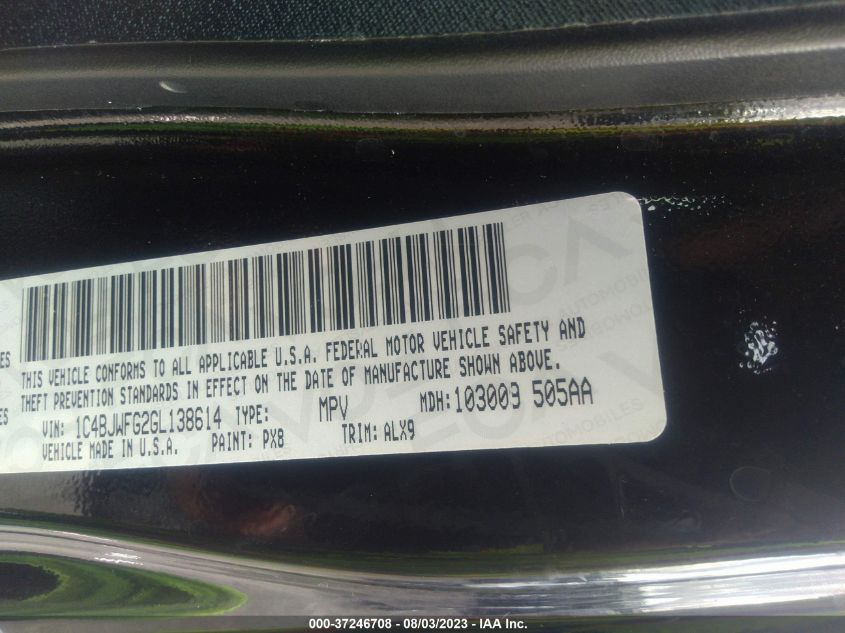 THIS VEHICLE CONFORMS TO ALL APPLICABLE U.S.A. FEDERAL MOTOR VEHICLE SAFETY AND
THEFT PREVENTION STANDARDS IN EFFECT ON THE DATE OF MANUFACTURE SHOWN ABOVE.
VIN: 1C4BJWFG2GL138614 TYPE: MPV MDH: 103009 505AA
VEHICLE MADE IN U.S.A. PAINT: PX8 TRIM: ALX9
000-37246708 - 08/03/2023 - IAA Inc.